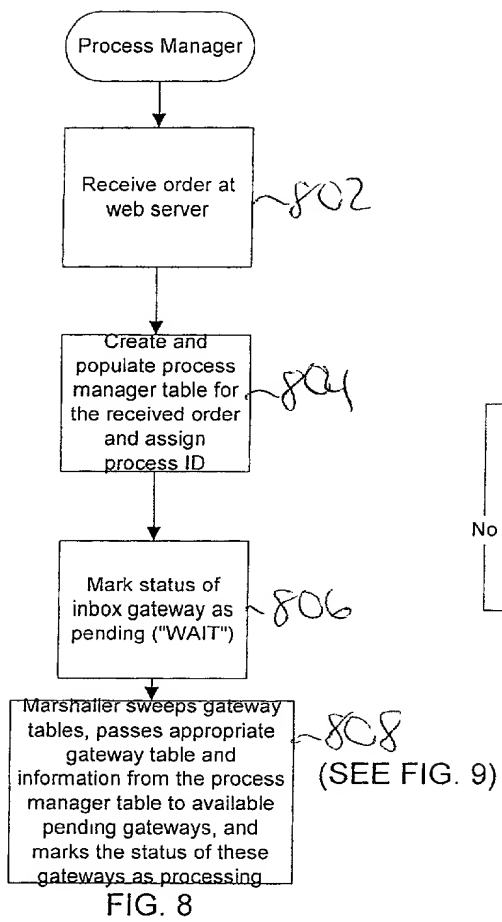 Process Manager
Receive order at
web server
802
Create and
populate process
manager table for
the received order
and assign
process ID
804
Mark status of
inbox gateway as
pending ("WAIT")
806
No
Marshaller sweeps gateway
tables, passes appropriate
gateway table and
information from the process
manager table to available
pending gateways, and
marks the status of these
gateways as processing
808
(SEE FIG. 9)
FIG. 8